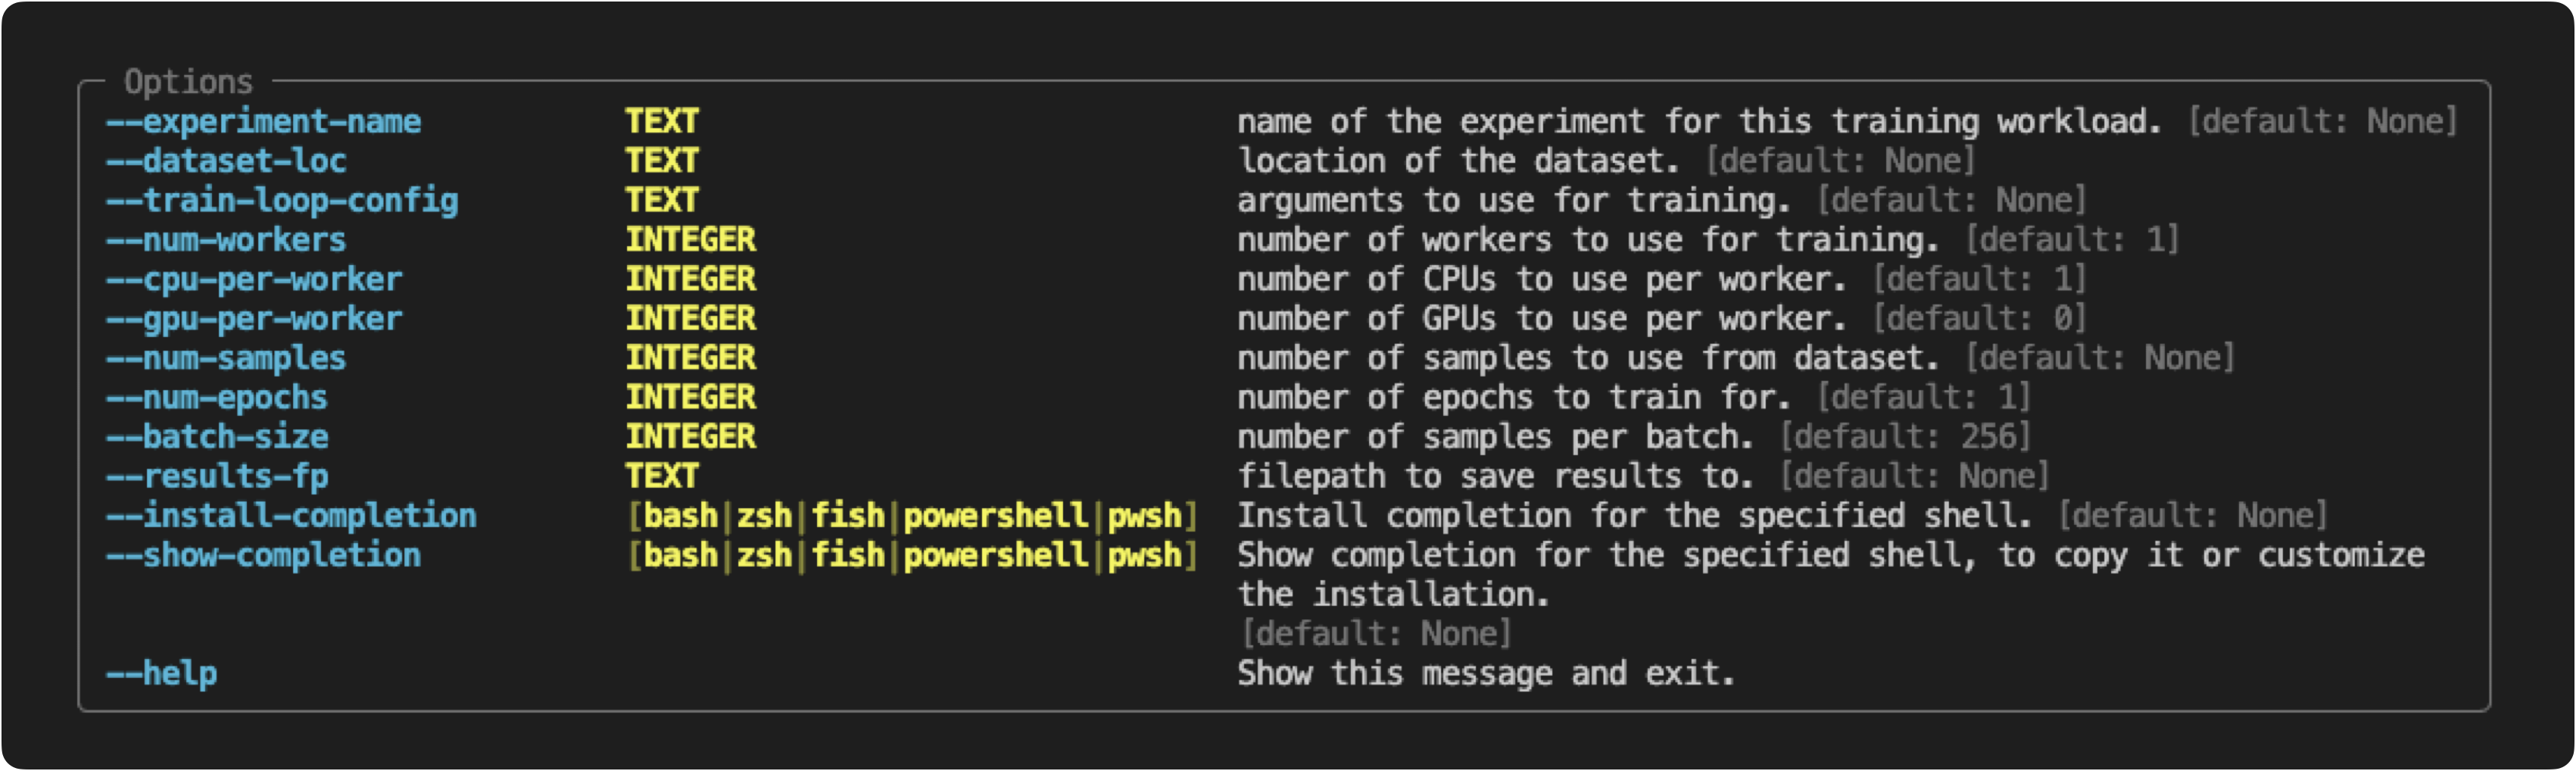 Options
--experiment-name TEXT name of the experiment for this training workload. [default: None]
--dataset-loc TEXT location of the dataset. [default: None]
--train-loop-config TEXT arguments to use for training. [default: None]
--num-workers INTEGER number of workers to use for training. [default: 1]
--cpu-per-worker INTEGER number of CPUs to use per worker. [default: 1]
--gpu-per-worker INTEGER number of GPUs to use per worker. [default: 0]
--num-samples INTEGER number of samples to use from dataset. [default: None]
--num-epochs INTEGER number of epochs to train for. [default: 1]
--batch-size INTEGER number of samples per batch. [default: 256]
--results-fp TEXT filepath to save results to. [default: None]
--install-completion [bash|zsh|fish|powershell|pwsh] Install completion for the specified shell. [default: None]
--show-completion [bash|zsh|fish|powershell|pwsh] Show completion for the specified shell, to copy it or customize
the installation.
[default: None]
--help Show this message and exit.